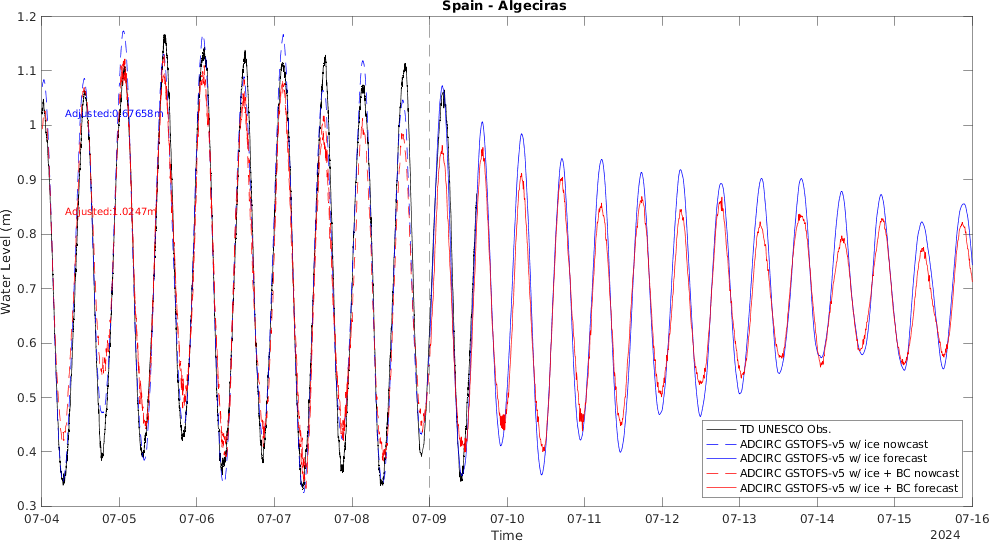 Spain - Algeciras
Water Level (m)
1.2
1.1
1
0.9
0.8
0.7
0.6
0.5
0.4
0.3
Adjusted:0.67658m
Adjusted:1.0247m
TD UNESCO Obs.
ADCIRC GSTOFS-v5 w/ ice nowcast
ADCIRC GSTOFS-v5 w/ ice forecast
ADCIRC GSTOFS-v5 w/ ice + BC nowcast
ADCIRC GSTOFS-v5 w/ ice + BC forecast
07-04 07-05 07-06 07-07 07-08 07-09 07-10 07-11 07-12 07-13 07-14 07-15 07-16
Time
2024